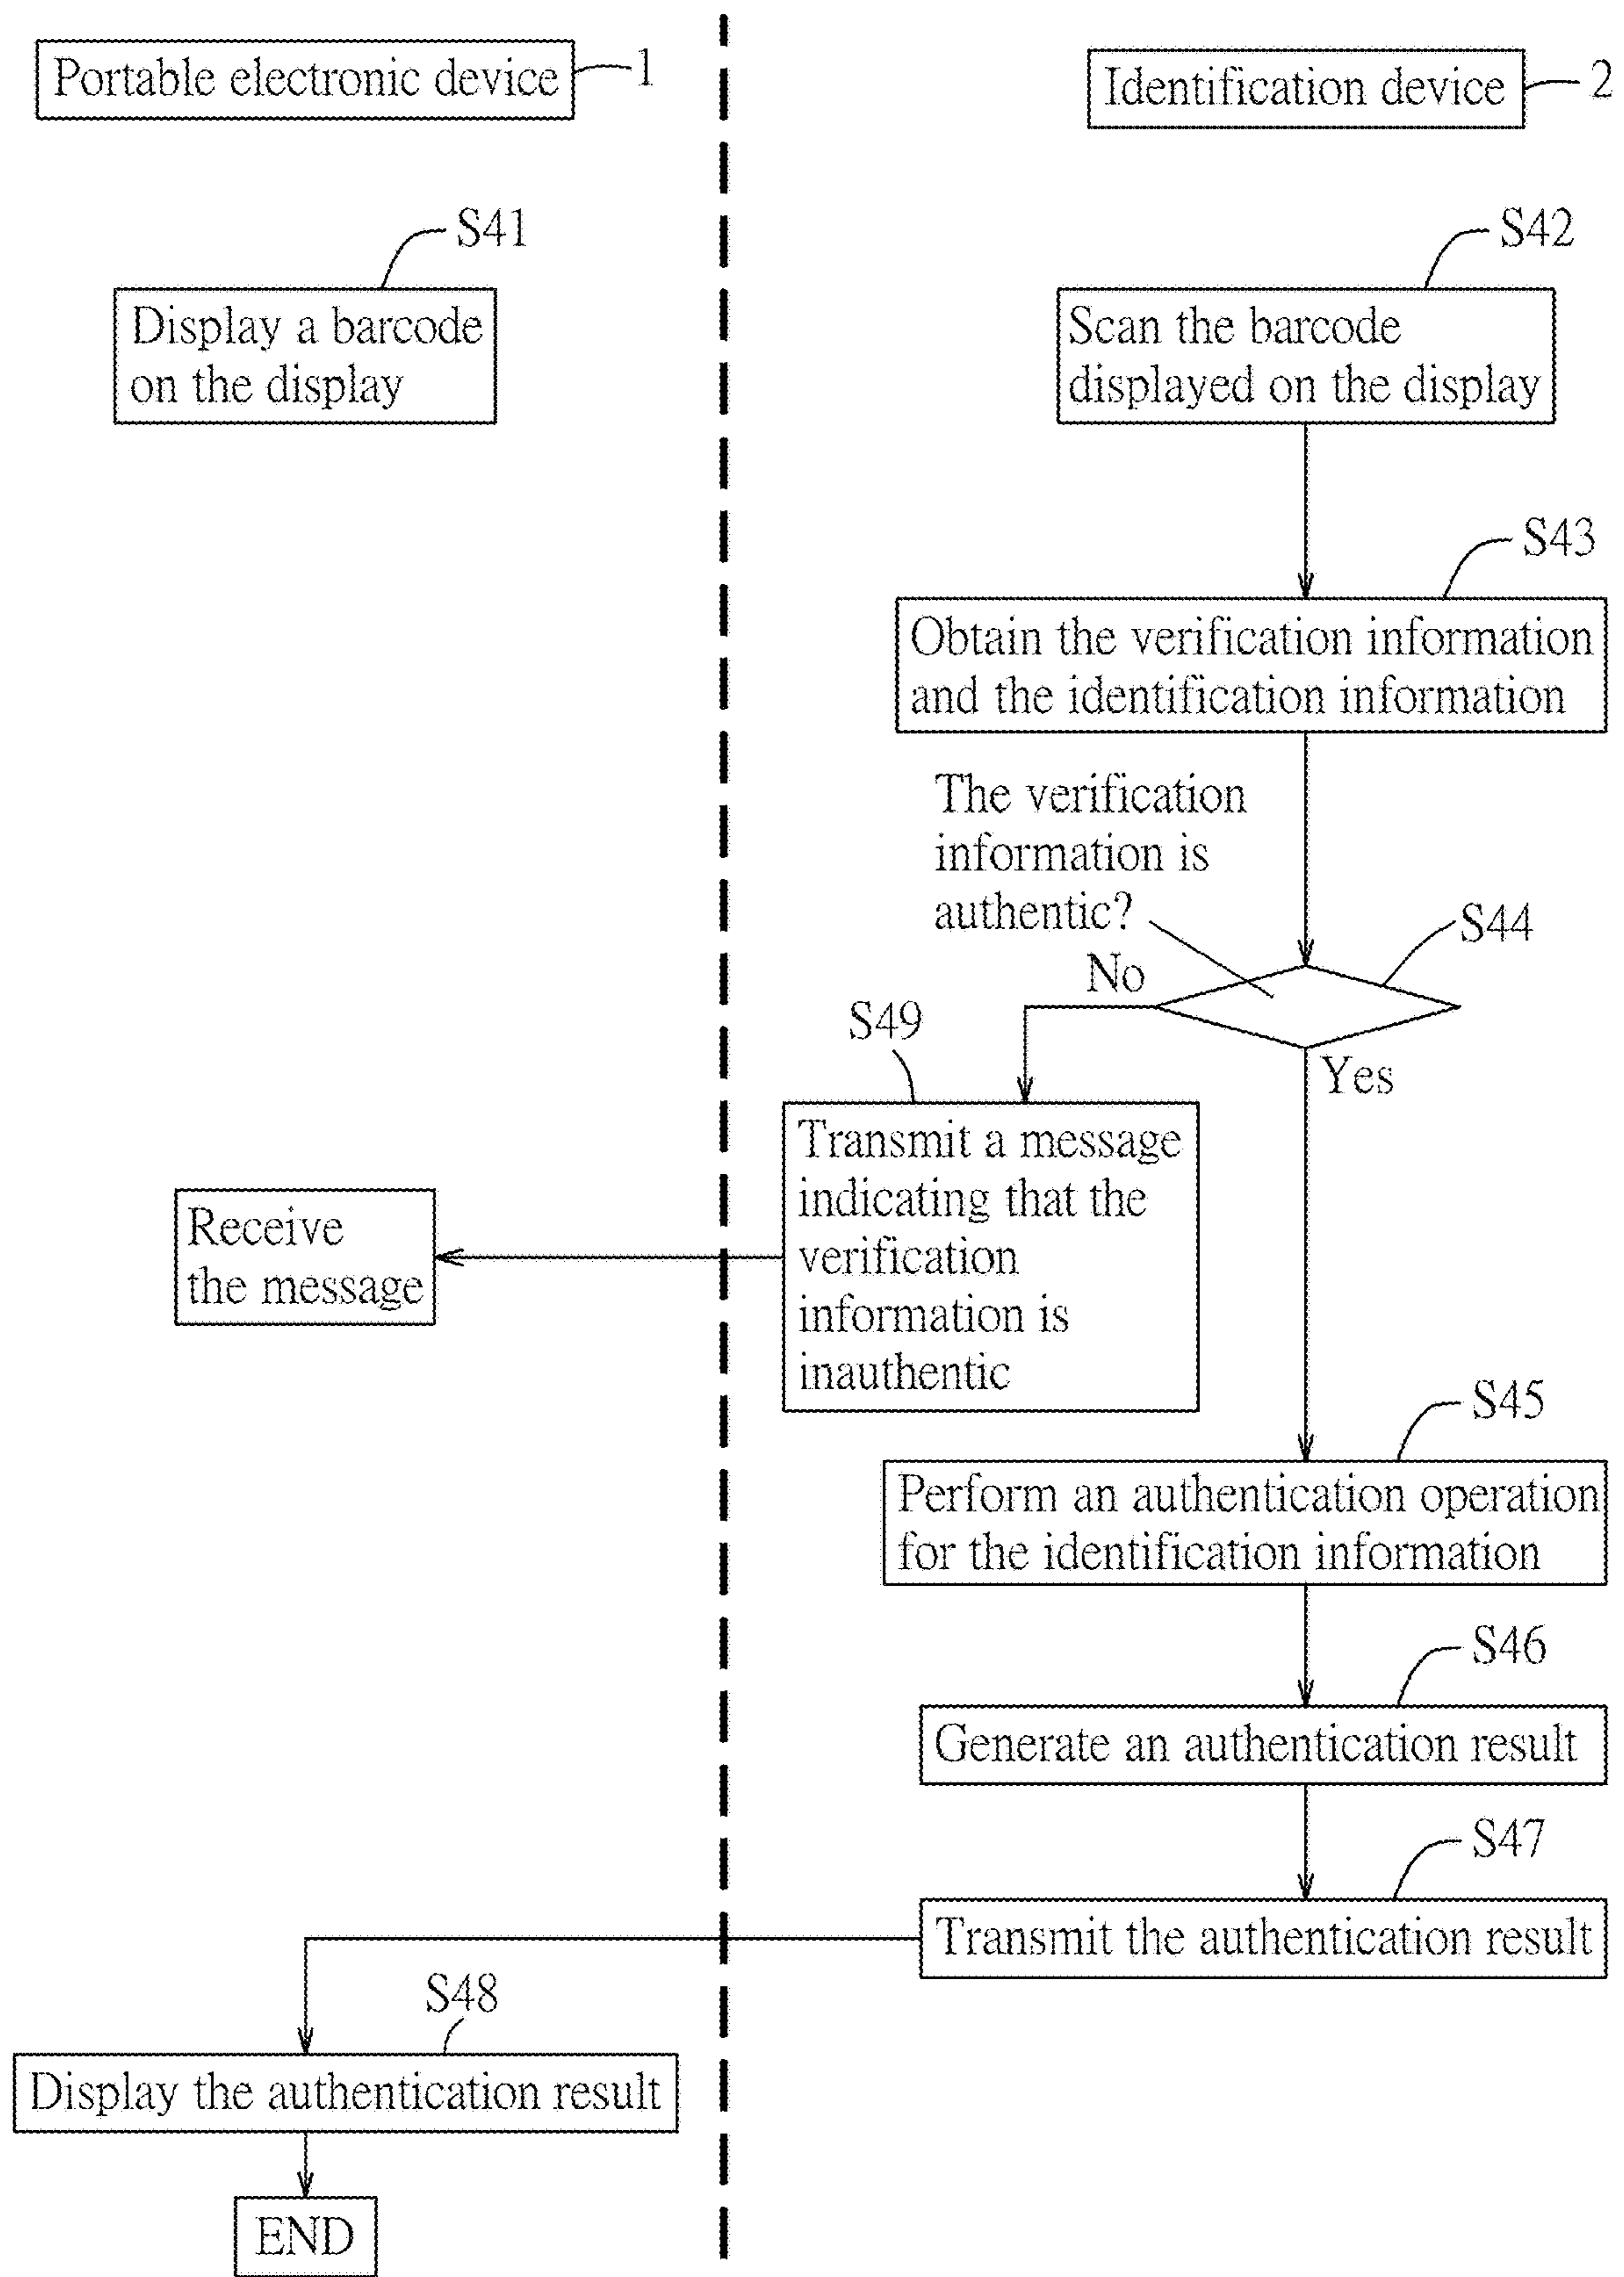 Portable electronic device
1
Identification device
2
S41
Display a barcode
on the display
S42
Scan the barcode
displayed on the display
S43
Obtain the verification information
and the identification information
The verification
information is
authentic?
S44
No
Yes
S49
Transmit a message
indicating that the
verification
information is
inauthentic
Receive
the message
S45
Perform an authentication operation
for the identification information
S46
Generate an authentication result
S47
Transmit the authentication result
S48
Display the authentication result
END